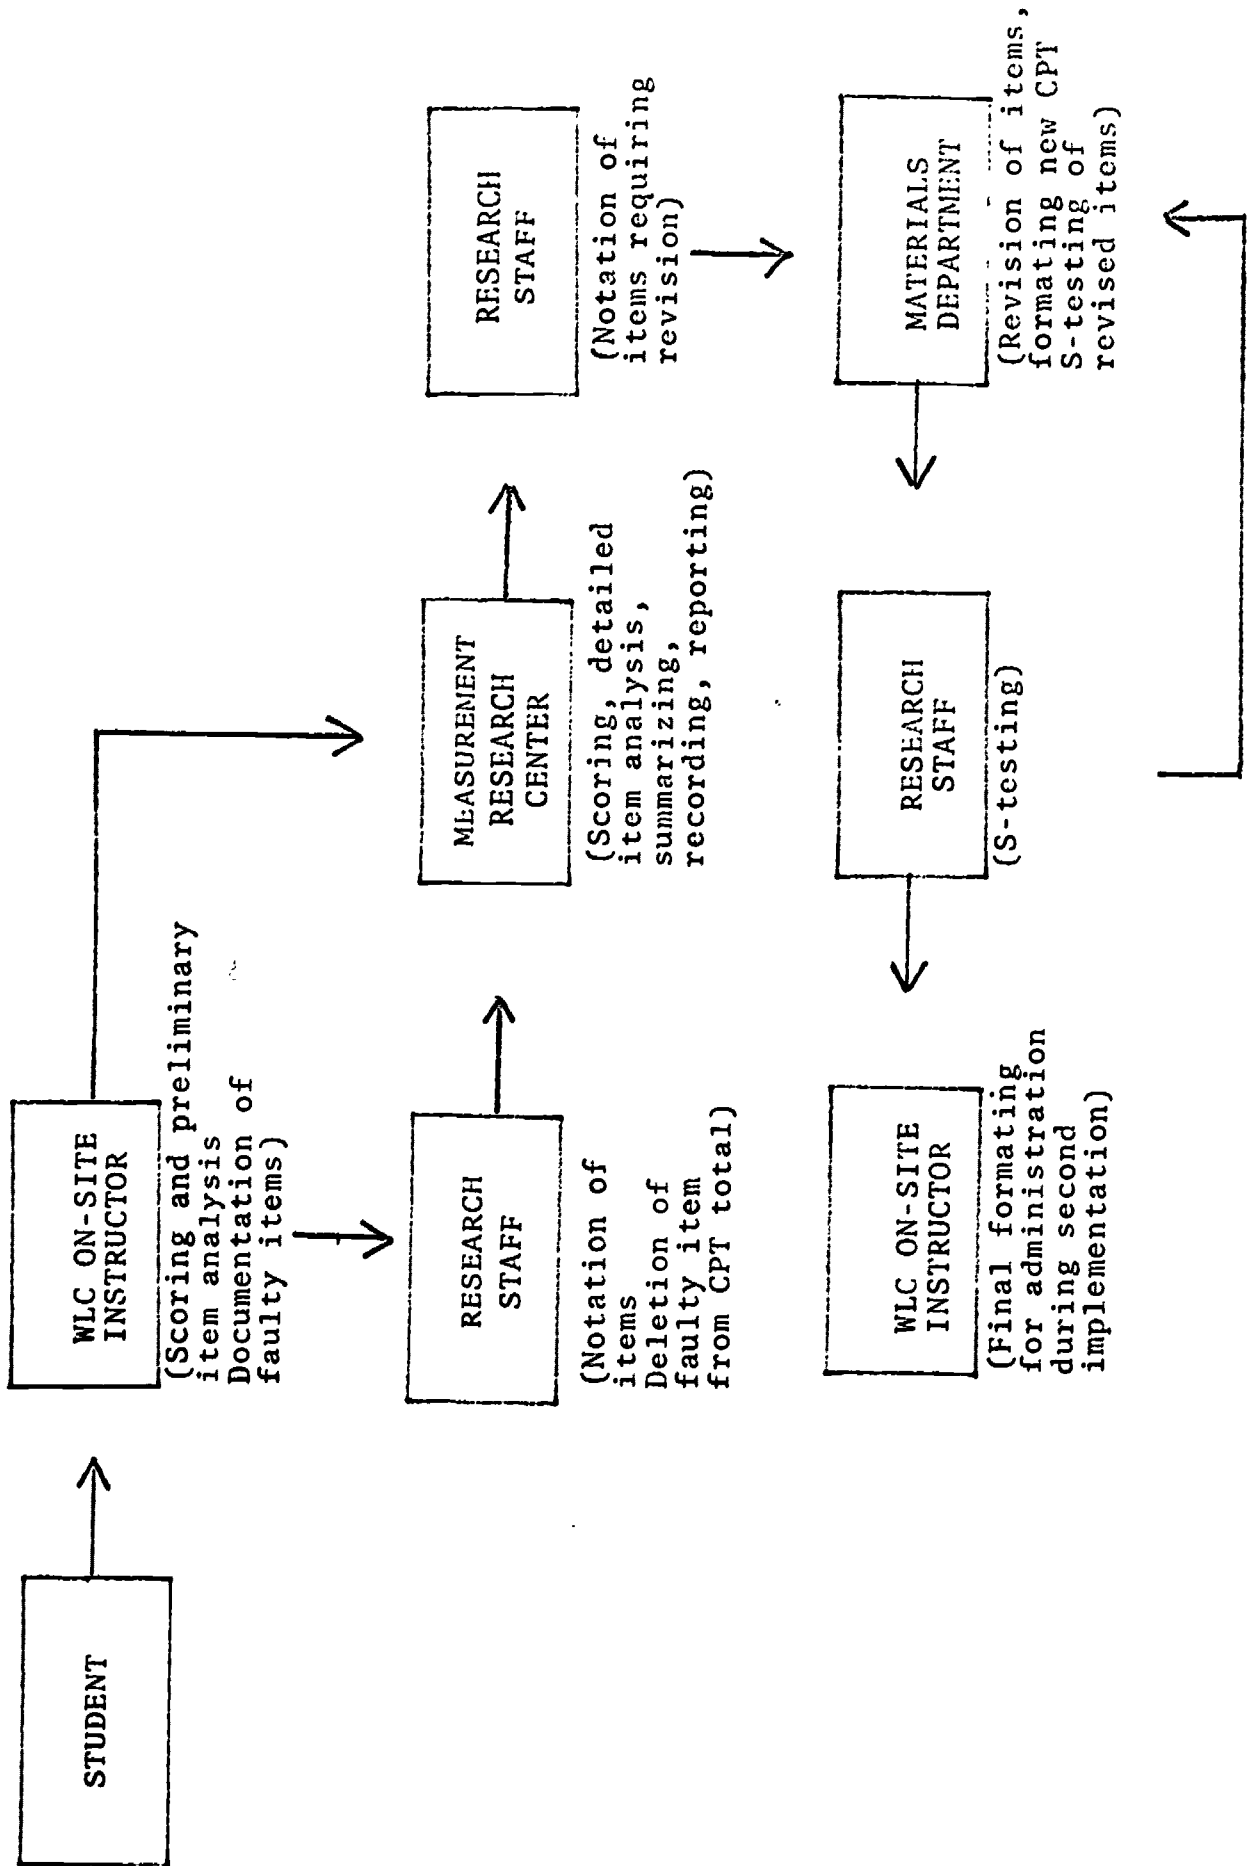 STUDENT
WLC ON-SITE
INSTRUCTOR
(Scoring and preliminary
item analysis
Documentation of
faulty items)
RESEARCH
STAFF
(Notation of
items
Deletion of
faulty item
from CPT total)
MEASUREMENT
RESEARCH
CENTER
(Scoring, detailed
item analysis,
summarizing,
recording, reporting)
RESEARCH
STAFF
(Notation of
items requiring
revision)
MATERIALS
DEPARTMENT
(Revision of items,
formating new CPT
S-testing of
revised items)
RESEARCH
STAFF
(S-testing)
WLC ON-SITE
INSTRUCTOR
(Final formating
for administration
during second
implementation)